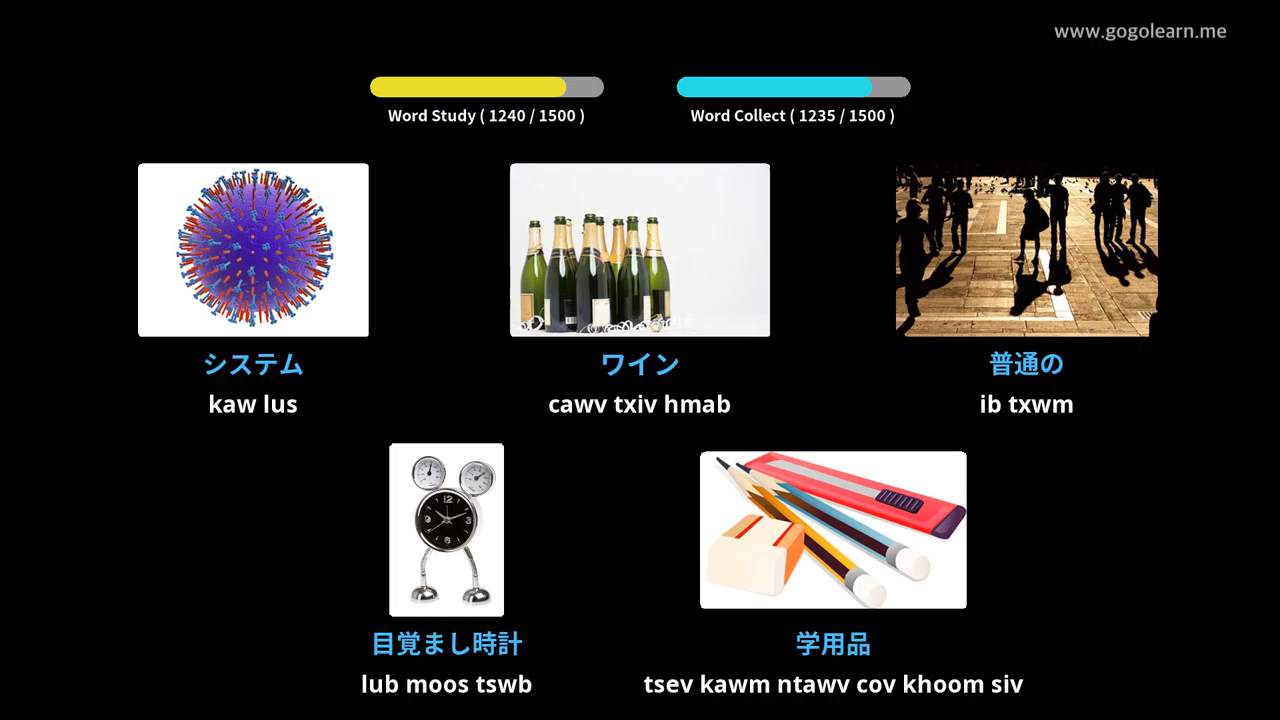 www.gogolearn.me
Word Study ( 1240 / 1500 )
Word Collect ( 1235 / 1500 )
システム
ワイン
普通の
kaw lus
cawv txiv hmab
ib txwm
目覚まし時計
学用品
lub moos tswb
tsev kawm ntawv cov khoom siv